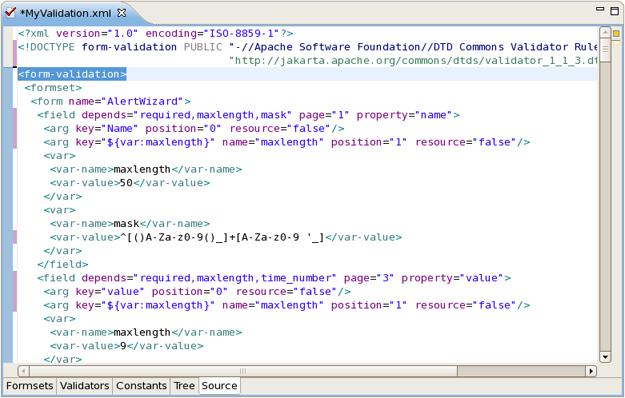 *MyValidation.xml
<?xml version="1.0" encoding="ISO-8859-1"?>
<!DOCTYPE form-validation PUBLIC "-//Apache Software Foundation//DTD Commons Validator Rule
"http://jakarta.apache.org/commons/dtds/validator_1_1_3.dt
<form-validation>
<formset>
<form name="AlertWizard">
<field depends="required,maxlength,mask" page="1" property="name">
<arg key="Name" position="0" resource="false"/>
<arg key="${var:maxlength}" name="maxlength" position="1" resource="false"/>
<var>
<var-name>maxlength</var-name>
<var-value>50</var-value>
</var>
<var>
<var-name>mask</var-name>
<var-value>^[()A-Za-z0-9()_]+[A-Za-z0-9 '_]</var-value>
</var>
</field>
<field depends="required,maxlength,time_number" page="3" property="value">
<arg key="value" position="0" resource="false"/>
<arg key="${var:maxlength}" name="maxlength" position="1" resource="false"/>
<var>
<var-name>maxlength</var-name>
<var-value>9</var-value>
</var>
Formsets Validators Constants Tree Source